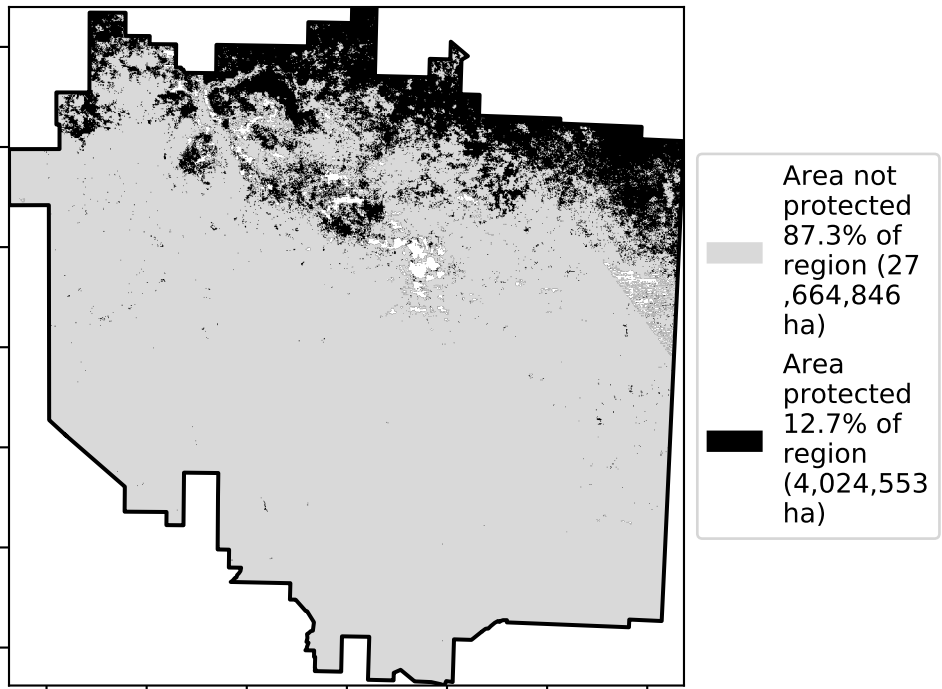 Area not
protected
87.3% of
region (27
,664,846
ha)
Area
protected
12.7% of
region
(4,024,553
ha)